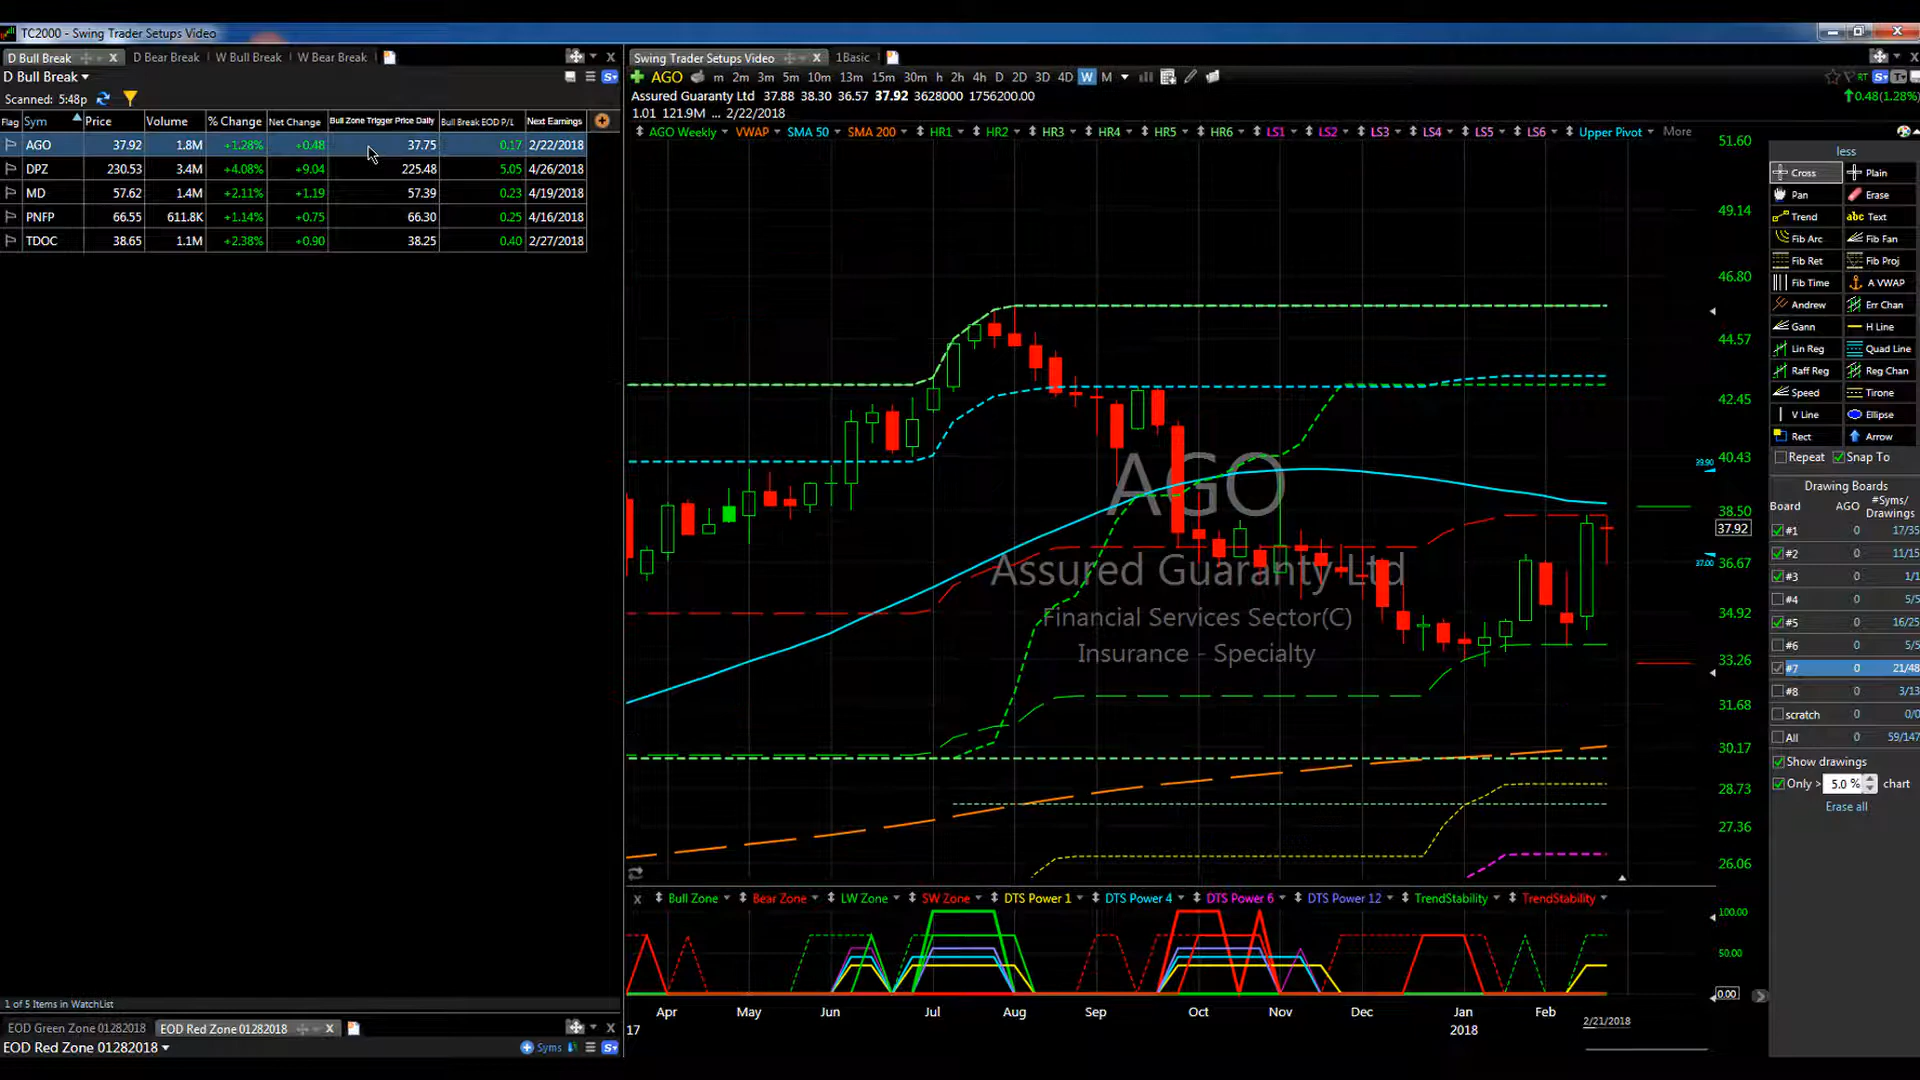 TC2000 - Swing Trader Setups Video
D Bull Break D Bear Break W Bull Break W Bear Break
D Bull Break
Scanned: 5:48p
Flag Sym Price Volume % Change Net Change Bull Zone Trigger Price Daily Bull Break EOD P/L Next Earnings
AGO 37.92 1.8M +1.28% +0.48 37.75 0.17 2/22/2018
DPZ 230.53 3.4M +4.08% +9.04 225.48 5.05 4/26/2018
MD 57.62 1.4M +2.11% +1.19 57.39 0.23 4/19/2018
PNFP 66.55 611.8K +1.14% +0.75 66.30 0.25 4/16/2018
TDOC 38.65 1.1M +2.38% +0.90 38.25 0.40 2/27/2018
1 of 5 Items in WatchList
EOD Green Zone 01282018 EOD Red Zone 01282018
EOD Red Zone 01282018 Syms
Swing Trader Setups Video 1Basic
AGO m 2m 3m 5m 10m 13m 15m 30m h 2h 4h D 2D 3D 4D W M
RT
Assured Guaranty Ltd 37.88 38.30 36.57 37.92 3628000 1756200.00
0.48(1.28%)
1.01 121.9M ... 2/22/2018
AGO Weekly VWAP SMA 50 SMA 200 HR1 HR2 HR3 HR4 HR5 HR6 LS1 LS2 LS3 LS4 LS5 LS6 Upper Pivot More
51.60
49.14
46.80
44.57
42.45
40.43
39.90
38.50
37.92
37.00
36.67
34.92
33.26
31.68
30.17
28.73
27.36
26.06
AGO
Assured Guaranty Ltd
Financial Services Sector(C)
Insurance - Specialty
x Bull Zone Bear Zone LW Zone SW Zone DTS Power 1 DTS Power 4 DTS Power 6 DTS Power 12 TrendStability TrendStability
100.00
50.00
0.00
Apr May Jun Jul Aug Sep Oct Nov Dec Jan Feb
17 2018 2/21/2018
less
Cross Plain
Pan Erase
Trend abc Text
Fib Arc Fib Fan
Fib Ret Fib Proj
Fib Time A VWAP
Andrew Err Chan
Gann H Line
Lin Reg Quad Line
Raff Reg Reg Chan
Speed Tirone
V Line Ellipse
Rect Arrow
Repeat Snap To
Drawing Boards
Board AGO #Syms/Drawings
#1 0 17/35
#2 0 11/15
#3 0 1/1
#4 0 5/5
#5 0 16/25
#6 0 5/5
#7 0 21/48
#8 0 3/13
scratch 0 0/0
All 0 59/147
Show drawings
Only > 5.0 % chart
Erase all